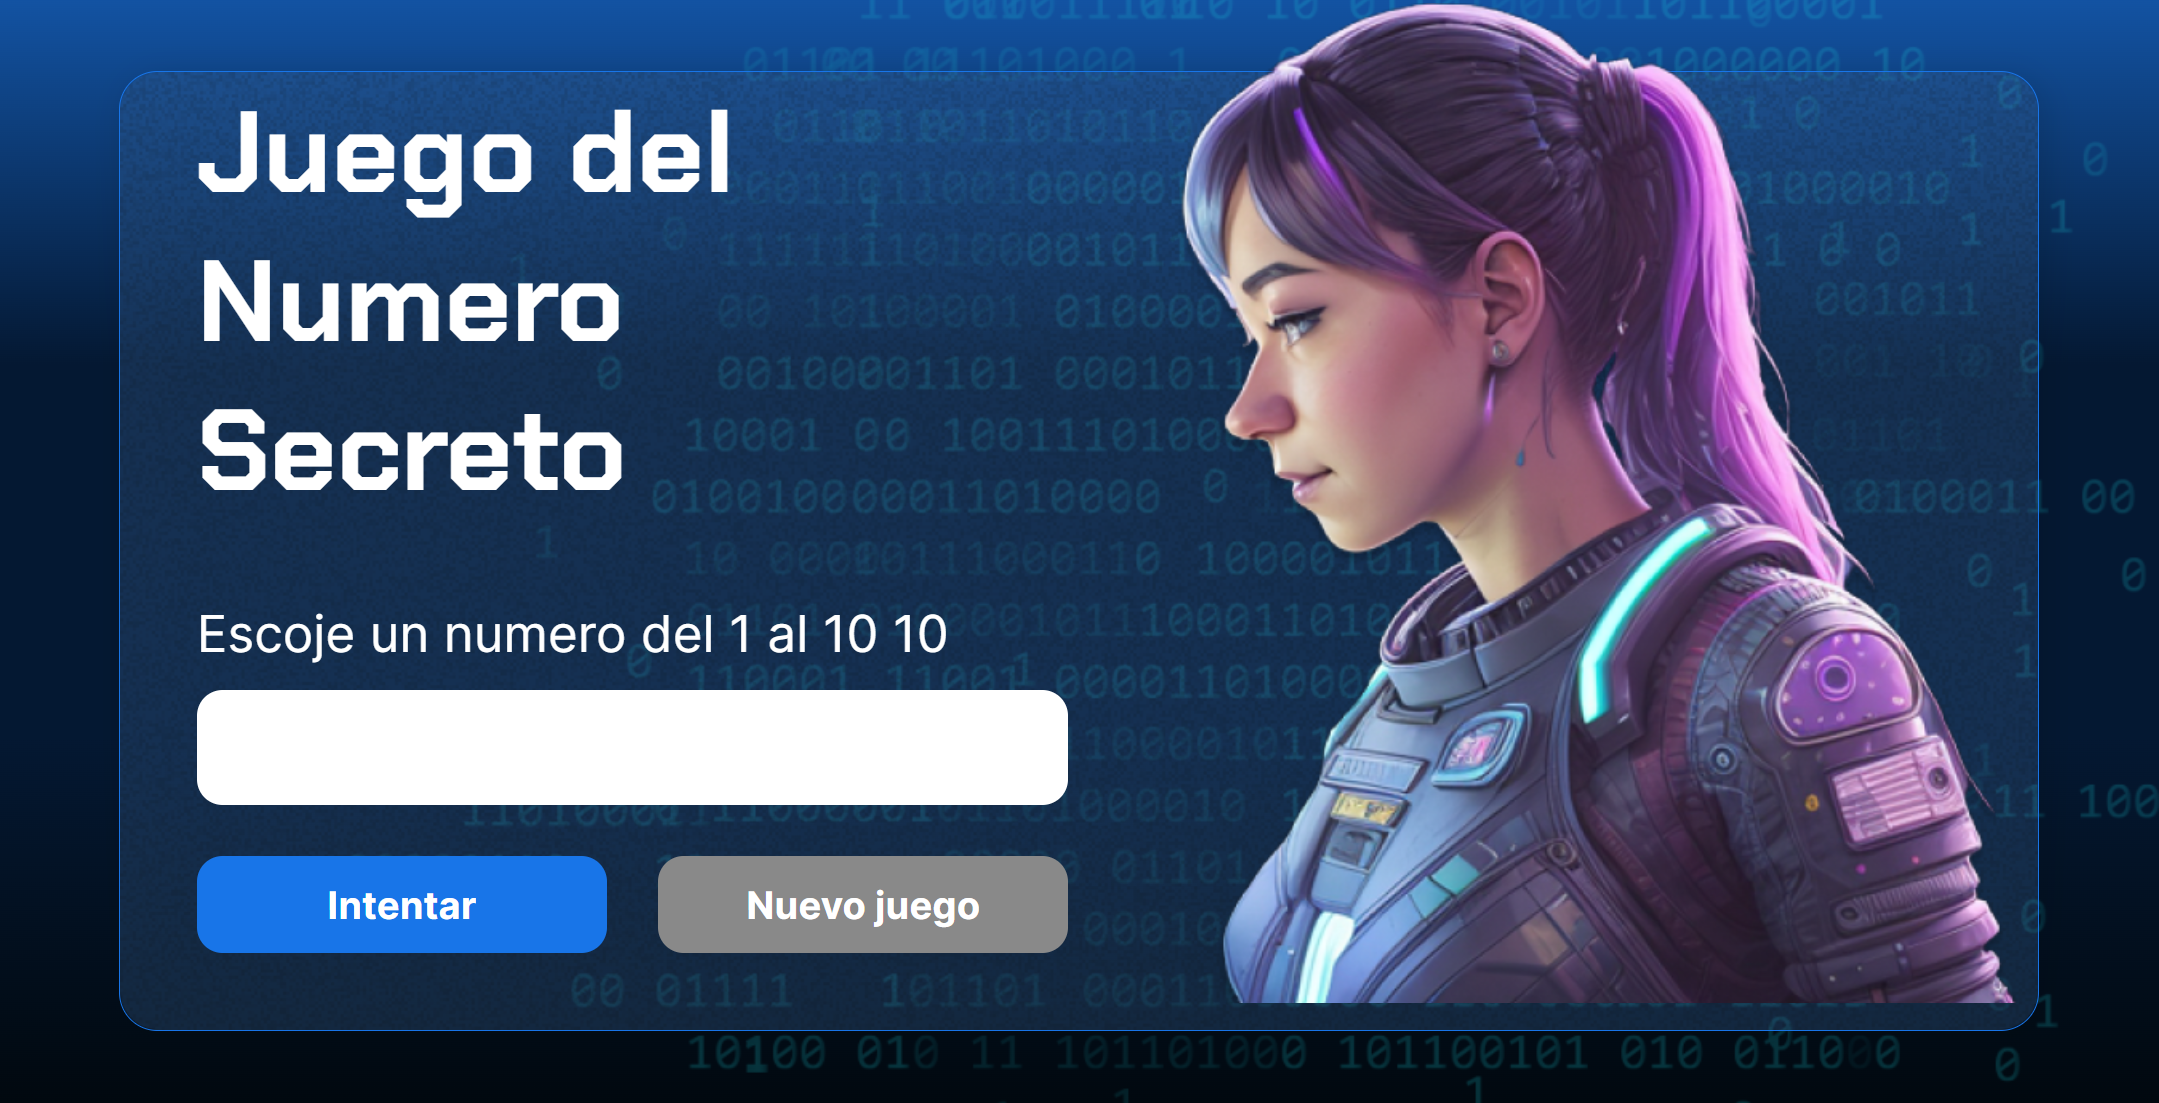 Juego del
Numero
Secreto
Escoje un numero del 1 al 10 10
Intentar
Nuevo juego